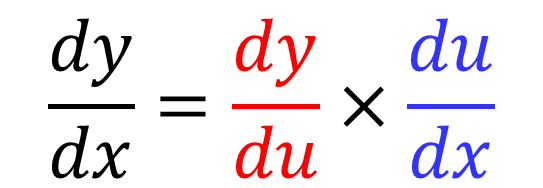 dy/dx = dy/du × du/dx